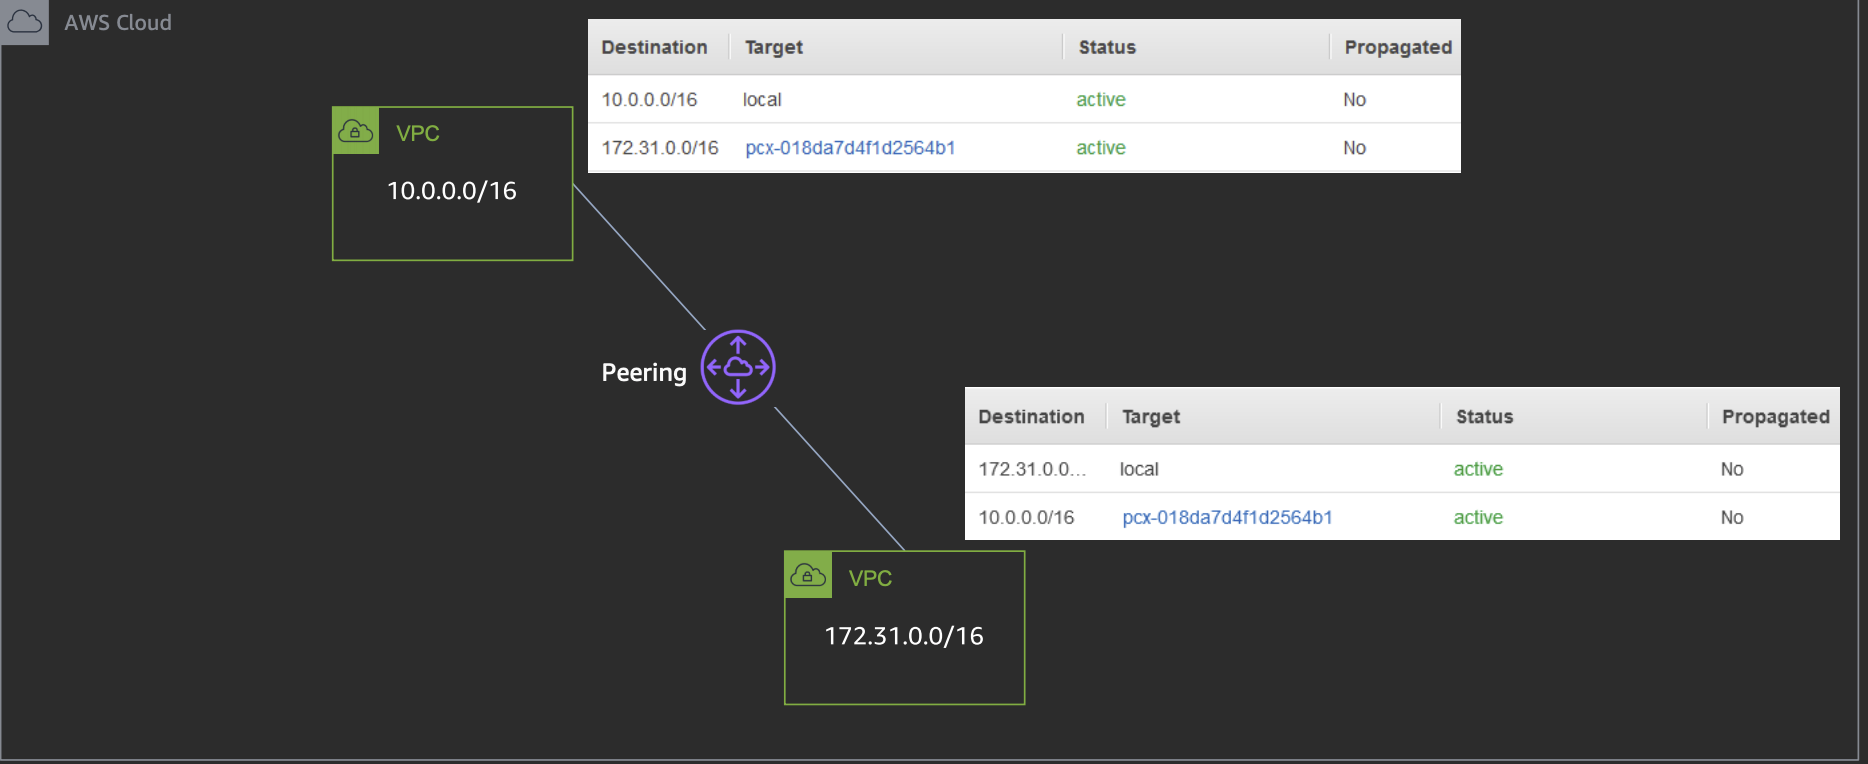 AWS Cloud
Destination Target Status Propagated
10.0.0.0/16 local active No
172.31.0.0/16 pcx-018da7d4f1d2564b1 active No
VPC
10.0.0.0/16
Peering
Destination Target Status Propagated
172.31.0.0... local active No
10.0.0.0/16 pcx-018da7d4f1d2564b1 active No
VPC
172.31.0.0/16